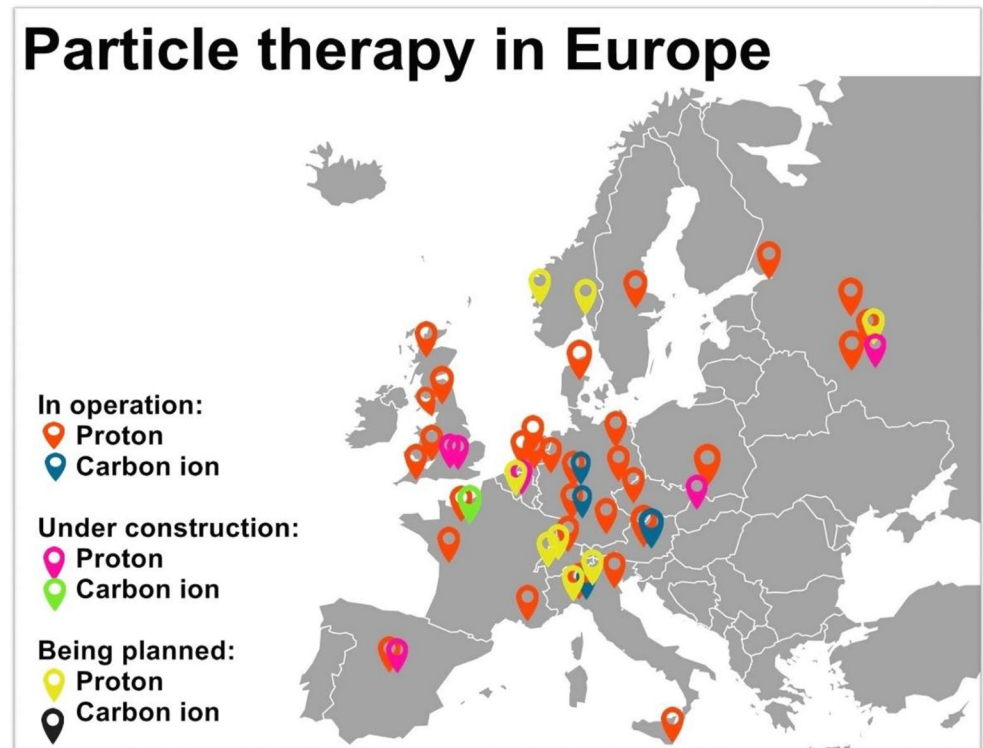 Particle therapy in Europe
In operation:
Proton
Carbon ion
Under construction:
Proton
Carbon ion
Being planned:
Proton
Carbon ion